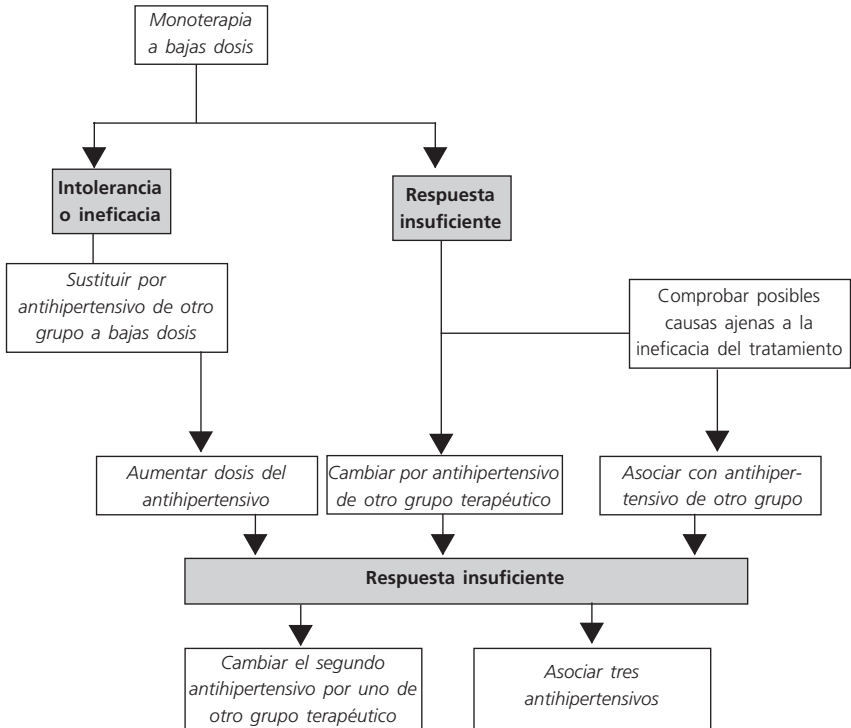 Monoterapia
a bajas dosis
Intolerancia
o ineficacia
Respuesta
insuficiente
Sustituir por
antihipertensivo de otro
grupo a bajas dosis
Comprobar posibles
causas ajenas a la
ineficacia del tratamiento
Aumentar dosis del
antihipertensivo
Cambiar por antihipertensivo
de otro grupo terapéutico
Asociar con antihiper-
tensivo de otro grupo
Respuesta insuficiente
Cambiar el segundo
antihipertensivo por uno de
otro grupo terapéutico
Asociar tres
antihipertensivos